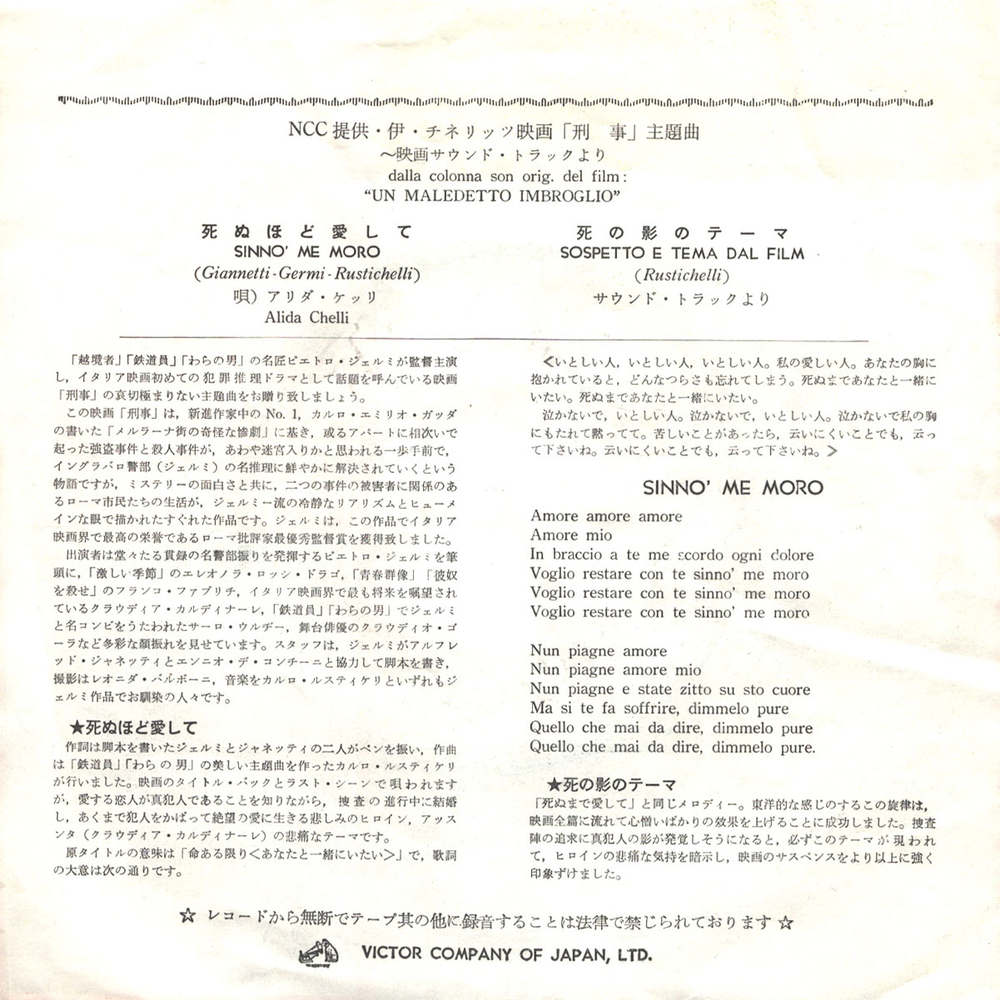 NCC 提供・伊・チネリッツ映画「刑　事」主題曲
～映画サウンド・トラックより
dalla colonna son orig. del film:
“UN MALEDETTO IMBROGLIO”
死ぬほど愛して
SINNO’ ME MORO
(Giannetti-Germi-Rustichelli)
唄）アリダ・ケッリ
Alida Chelli
死の影のテーマ
SOSPETTO E TEMA DAL FILM
(Rustichelli)
サウンド・トラックより
「越境者」「鉄道員」「わらの男」の名匠ピエトロ・ジェルミが監督主演
し，イタリア映画初めての犯罪推理ドラマとして話題を呼んでいる映画
「刑事」の哀切極まりない主題曲をお贈り致しましょう。
この映画「刑事」は，新進作家中の No. 1，カルロ・エミリオ・ガッダ
の書いた「メルラーナ街の奇怪な惨劇」に基き，或るアパートに相次いで
起った強盗事件と殺人事件が，あわや迷宮入りかと思われる一歩手前で，
イングラバロ警部（ジェルミ）の名推理に鮮やかに解決されていくという
物語ですが，ミステリーの面白さと共に，二つの事件の被害者に関係のあ
るローマ市民たちの生活が，ジェルミ一流の冷静なリアリズムとヒューメ
インな眼で描かれたすぐれた作品です。ジェルミは，この作品でイタリア
映画界で最高の栄誉であるローマ批評家最優秀監督賞を獲得致しました。
出演者は堂々たる貫録の名警部振りを発揮するピエトロ・ジェルミを筆
頭に，「激しい季節」のエレオノラ・ロッシ・ドラゴ，「青春群像」「彼奴
を殺せ」のフランコ・ファブリチ，イタリア映画界で最も将来を嘱望され
ているクラウディア・カルディナーレ，「鉄道員」「わらの男」でジェルミ
と名コンビをうたわれたサーロ・ウルヂー，舞台俳優のクラウディオ・ゴ
ーラなど多彩な顔振れを見せています。スタッフは，ジェルミがアルフレ
ッド・ジャネッティとエンニオ・デ・コンチーニと協力して脚本を書き，
撮影はレオニダ・バルボーニ，音楽をカルロ・ルスティケリといずれもジ
ェルミ作品でお馴染の人々です。
★死ぬほど愛して
作詞は脚本を書いたジェルミとジャネッティの二人がペンを振い，作曲
は「鉄道員」「わらの男」の美しい主題曲を作ったカルロ・ルスティケリ
が行いました。映画のタイトル・バックとラスト・シーンで唄われます
が，愛する恋人が真犯人であることを知りながら，捜査の進行中に結婚
し，あくまで犯人をかばって絶望の愛に生きる悲しみのヒロイン，アッス
ンタ（クラウディア・カルディナーレ）の悲痛なテーマです。
原タイトルの意味は「命ある限り＜あなたと一緒にいたい＞」で，歌詞
の大意は次の通りです。
＜いとしい人，いとしい人，いとしい人。私の愛しい人。あなたの胸に
抱かれていると，どんなつらさも忘れてしまう。死ぬまであなたと一緒に
いたい。死ぬまであなたと一緒にいたい。
泣かないで，いとしい人。泣かないで，いとしい人。泣かないで私の胸
にもたれて黙ってて。苦しいことがあったら，云いにくいことでも，云っ
て下さいね。云いにくいことでも，云って下さいね。＞
SINNO’ ME MORO
Amore amore amore
Amore mio
In braccio a te me scordo ogni dolore
Voglio restare con te sinno’ me moro
Voglio restare con te sinno’ me moro
Voglio restare con te sinno’ me moro
Nun piagne amore
Nun piagne amore mio
Nun piagne e state zitto su sto cuore
Ma si te fa soffrire, dimmelo pure
Quello che mai da dire, dimmelo pure
Quello che mai da dire, dimmelo pure.
★死の影のテーマ
「死ぬまで愛して」と同じメロディー。東洋的な感じのするこの旋律は，
映画全篇に流れて心憎いばかりの効果を上げることに成功しました。捜査
陣の追求に真犯人の影が発覚しそうになると，必ずこのテーマが現われ
て，ヒロインの悲痛な気持を暗示し，映画のサスペンスをより以上に強く
印象ずけました。
☆ レコードから無断でテープ其の他に録音することは法律で禁じられております ☆
VICTOR COMPANY OF JAPAN, LTD.